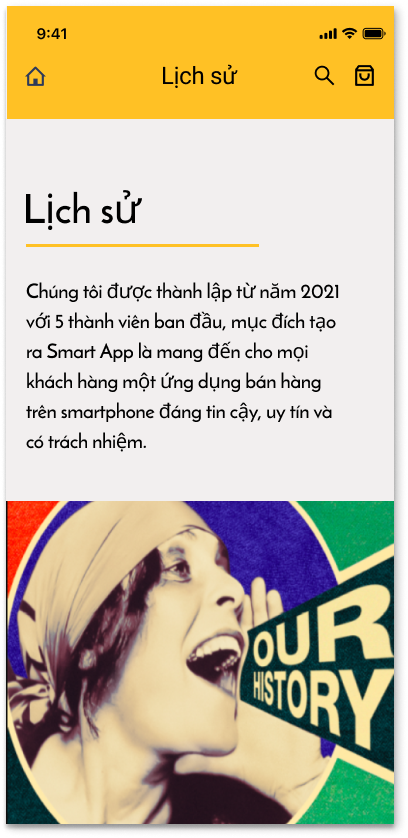 9:41
Lịch sử
Lịch sử
Chúng tôi được thành lập từ năm 2021
với 5 thành viên ban đầu, mục đích tạo
ra Smart App là mang đến cho mọi
khách hàng một ứng dụng bán hàng
trên smartphone đáng tin cậy, uy tín và
có trách nhiệm.
OUR
HISTORY